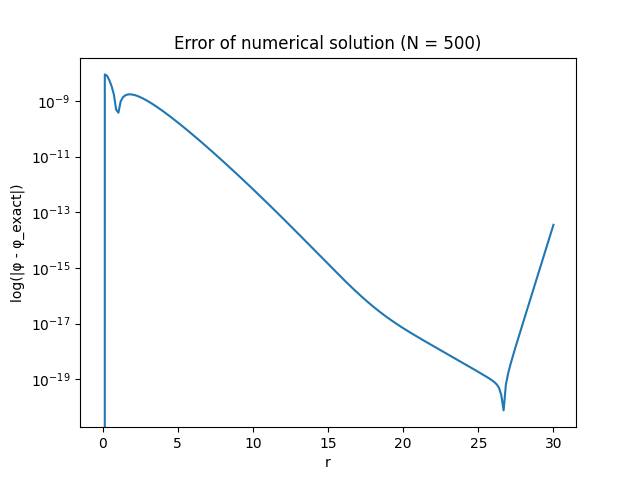 Error of numerical solution (N = 500)
log(|φ - φ_exact|)
10⁻⁹
10⁻¹¹
10⁻¹³
10⁻¹⁵
10⁻¹⁷
10⁻¹⁹
0 5 10 15 20 25 30
r